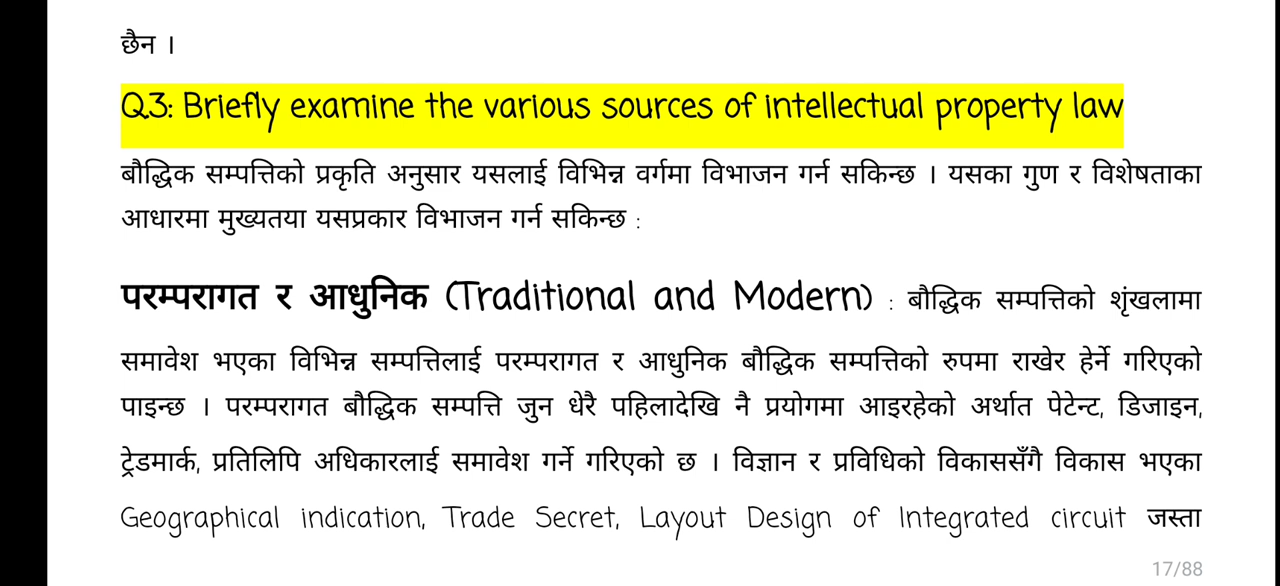 छैन ।
Q.3: Briefly examine the various sources of intellectual property law
बौद्धिक सम्पत्तिको प्रकृति अनुसार यसलाई विभिन्न वर्गमा विभाजन गर्न सकिन्छ । यसका गुण र विशेषताका
आधारमा मुख्यतया यसप्रकार विभाजन गर्न सकिन्छ :
परम्परागत र आधुनिक (Traditional and Modern) : बौद्धिक सम्पत्तिको शृंखलामा
समावेश भएका विभिन्न सम्पत्तिलाई परम्परागत र आधुनिक बौद्धिक सम्पत्तिको रुपमा राखेर हेर्ने गरिएको
पाइन्छ । परम्परागत बौद्धिक सम्पत्ति जुन धेरै पहिलादेखि नै प्रयोगमा आइरहेको अर्थात पेटेन्ट, डिजाइन,
ट्रेडमार्क, प्रतिलिपि अधिकारलाई समावेश गर्ने गरिएको छ । विज्ञान र प्रविधिको विकाससँगै विकास भएका
Geographical indication, Trade Secret, Layout Design of Integrated circuit जस्ता
17/88